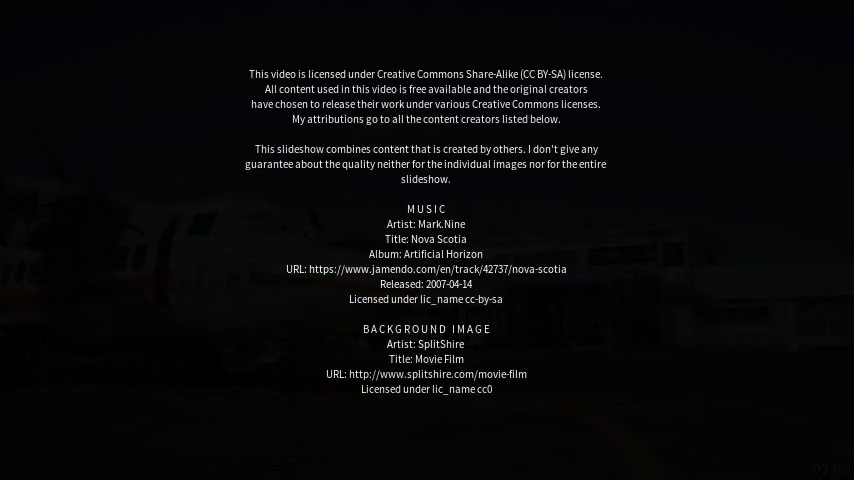 This video is licensed under Creative Commons Share-Alike (CC BY-SA) license.
All content used in this video is free available and the original creators
have chosen to release their work under various Creative Commons licenses.
My attributions go to all the content creators listed below.
This slideshow combines content that is created by others. I don't give any
guarantee about the quality neither for the individual images nor for the entire
slideshow.
MUSIC
Artist: Mark.Nine
Title: Nova Scotia
Album: Artificial Horizon
URL: https://www.jamendo.com/en/track/42737/nova-scotia
Released: 2007-04-14
Licensed under lic_name cc-by-sa
BACKGROUND IMAGE
Artist: SplitShire
Title: Movie Film
URL: http://www.splitshire.com/movie-film
Licensed under lic_name cc0